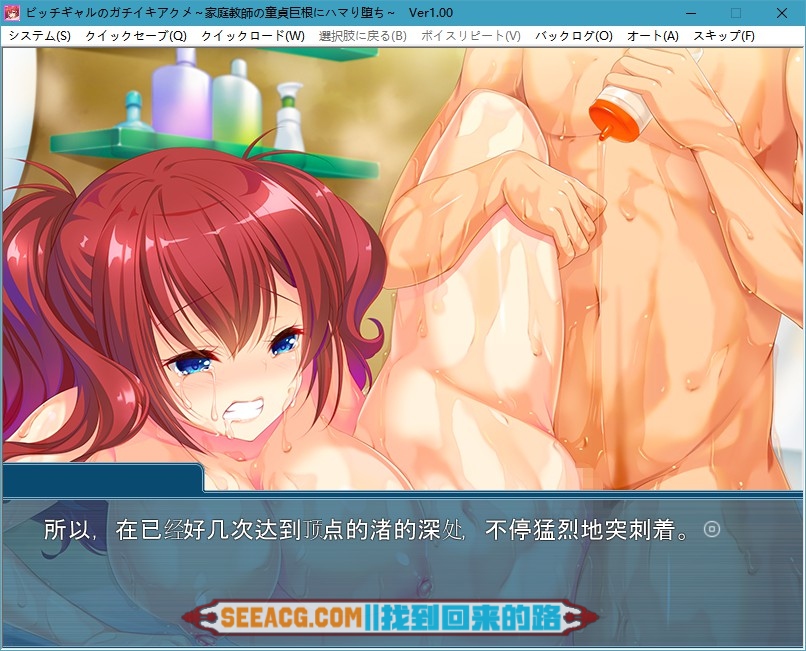 ビッチギャルのガチイキアクメ～家庭教師の童貞巨根にハマり堕ち～ Ver1.00
システム(S) クイックセーブ(Q) クイックロード(W) 選択肢に戻る(B) ボイスリピート(V) バックログ(O) オート(A) スキップ(F)
所以，在已经好几次达到顶点的渚的深处，不停猛烈地突刺着。
SEEACG.COM||找到回来的路